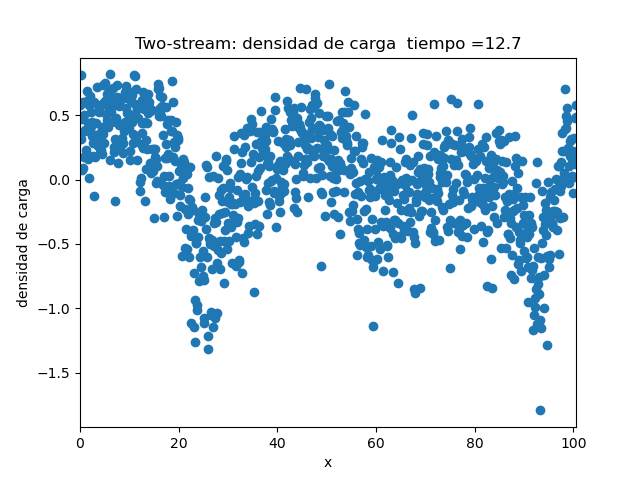 Two-stream: densidad de carga  tiempo =12.7
densidad de carga
0.5
0.0
−0.5
−1.0
−1.5
0 20 40 60 80 100
x